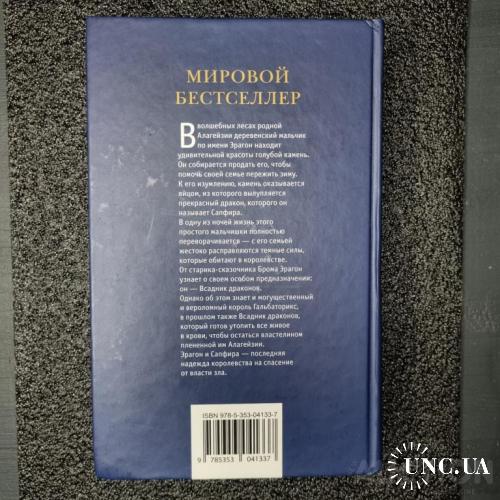 МИРОВОЙ
БЕСТСЕЛЛЕР
В волшебных лесах родной
Алагейзии деревенский мальчик
по имени Эрагон находит
удивительной красоты голубой камень.
Он собирается продать его, чтобы
помочь своей семье пережить зиму.
К его изумлению, камень оказывается
яйцом, из которого вылупляется
прекрасный дракон, которого он
называет Сапфира.
В одну из ночей жизнь этого
простого мальчишки полностью
переворачивается — с его семьей
жестоко расправляются темные силы,
которые обитают в королевстве.
От старика-сказочника Брома Эрагон
узнает о своем особом предназначении:
он — Всадник драконов.
Однако об этом знает и могущественный
и вероломный король Гальбаторикс,
в прошлом также Всадник драконов,
который готов утопить все живое
в крови, чтобы остаться властелином
плененной им Алагейзии.
Эрагон и Сапфира — последняя
надежда королевства на спасение
от власти зла.
ISBN 978-5-353-04133-7
9 785353 041337
UNC.UA